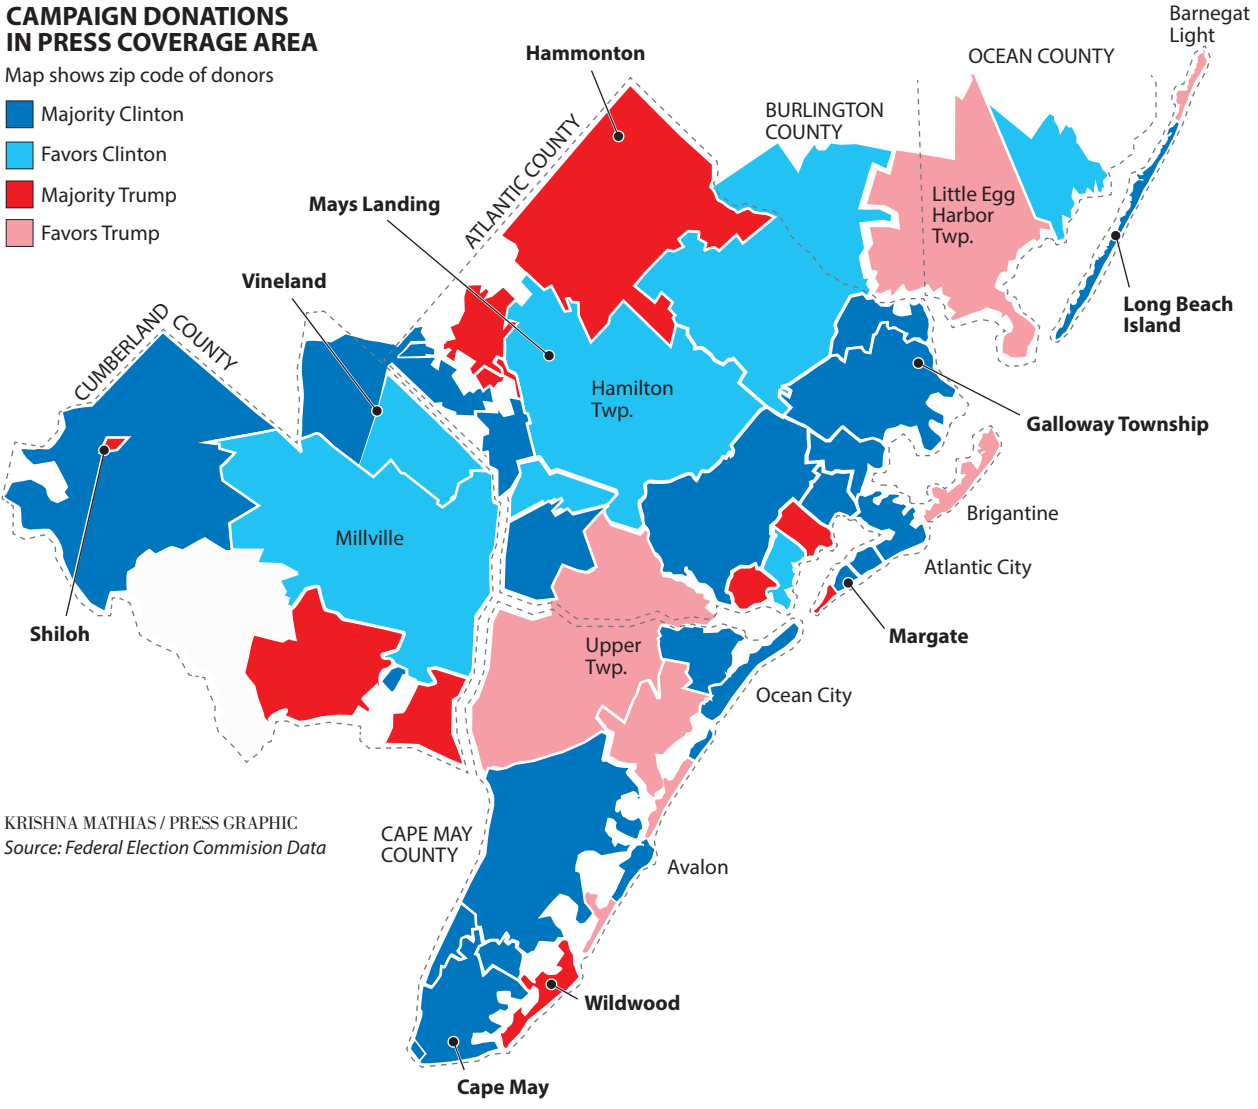 CAMPAIGN DONATIONS
IN PRESS COVERAGE AREA
Map shows zip code of donors
Majority Clinton
Favors Clinton
Majority Trump
Favors Trump
Barnegat
Light
OCEAN COUNTY
Hammonton
BURLINGTON
COUNTY
ATLANTIC COUNTY
Mays Landing
Little Egg
Harbor
Twp.
Vineland
Long Beach
Island
CUMBERLAND
COUNTY
Hamilton
Twp.
Galloway Township
Brigantine
Millville
Atlantic City
Shiloh
Margate
Upper
Twp.
Ocean City
KRISHNA MATHIAS / PRESS GRAPHIC
Source: Federal Election Commision Data
CAPE MAY
COUNTY
Avalon
Wildwood
Cape May